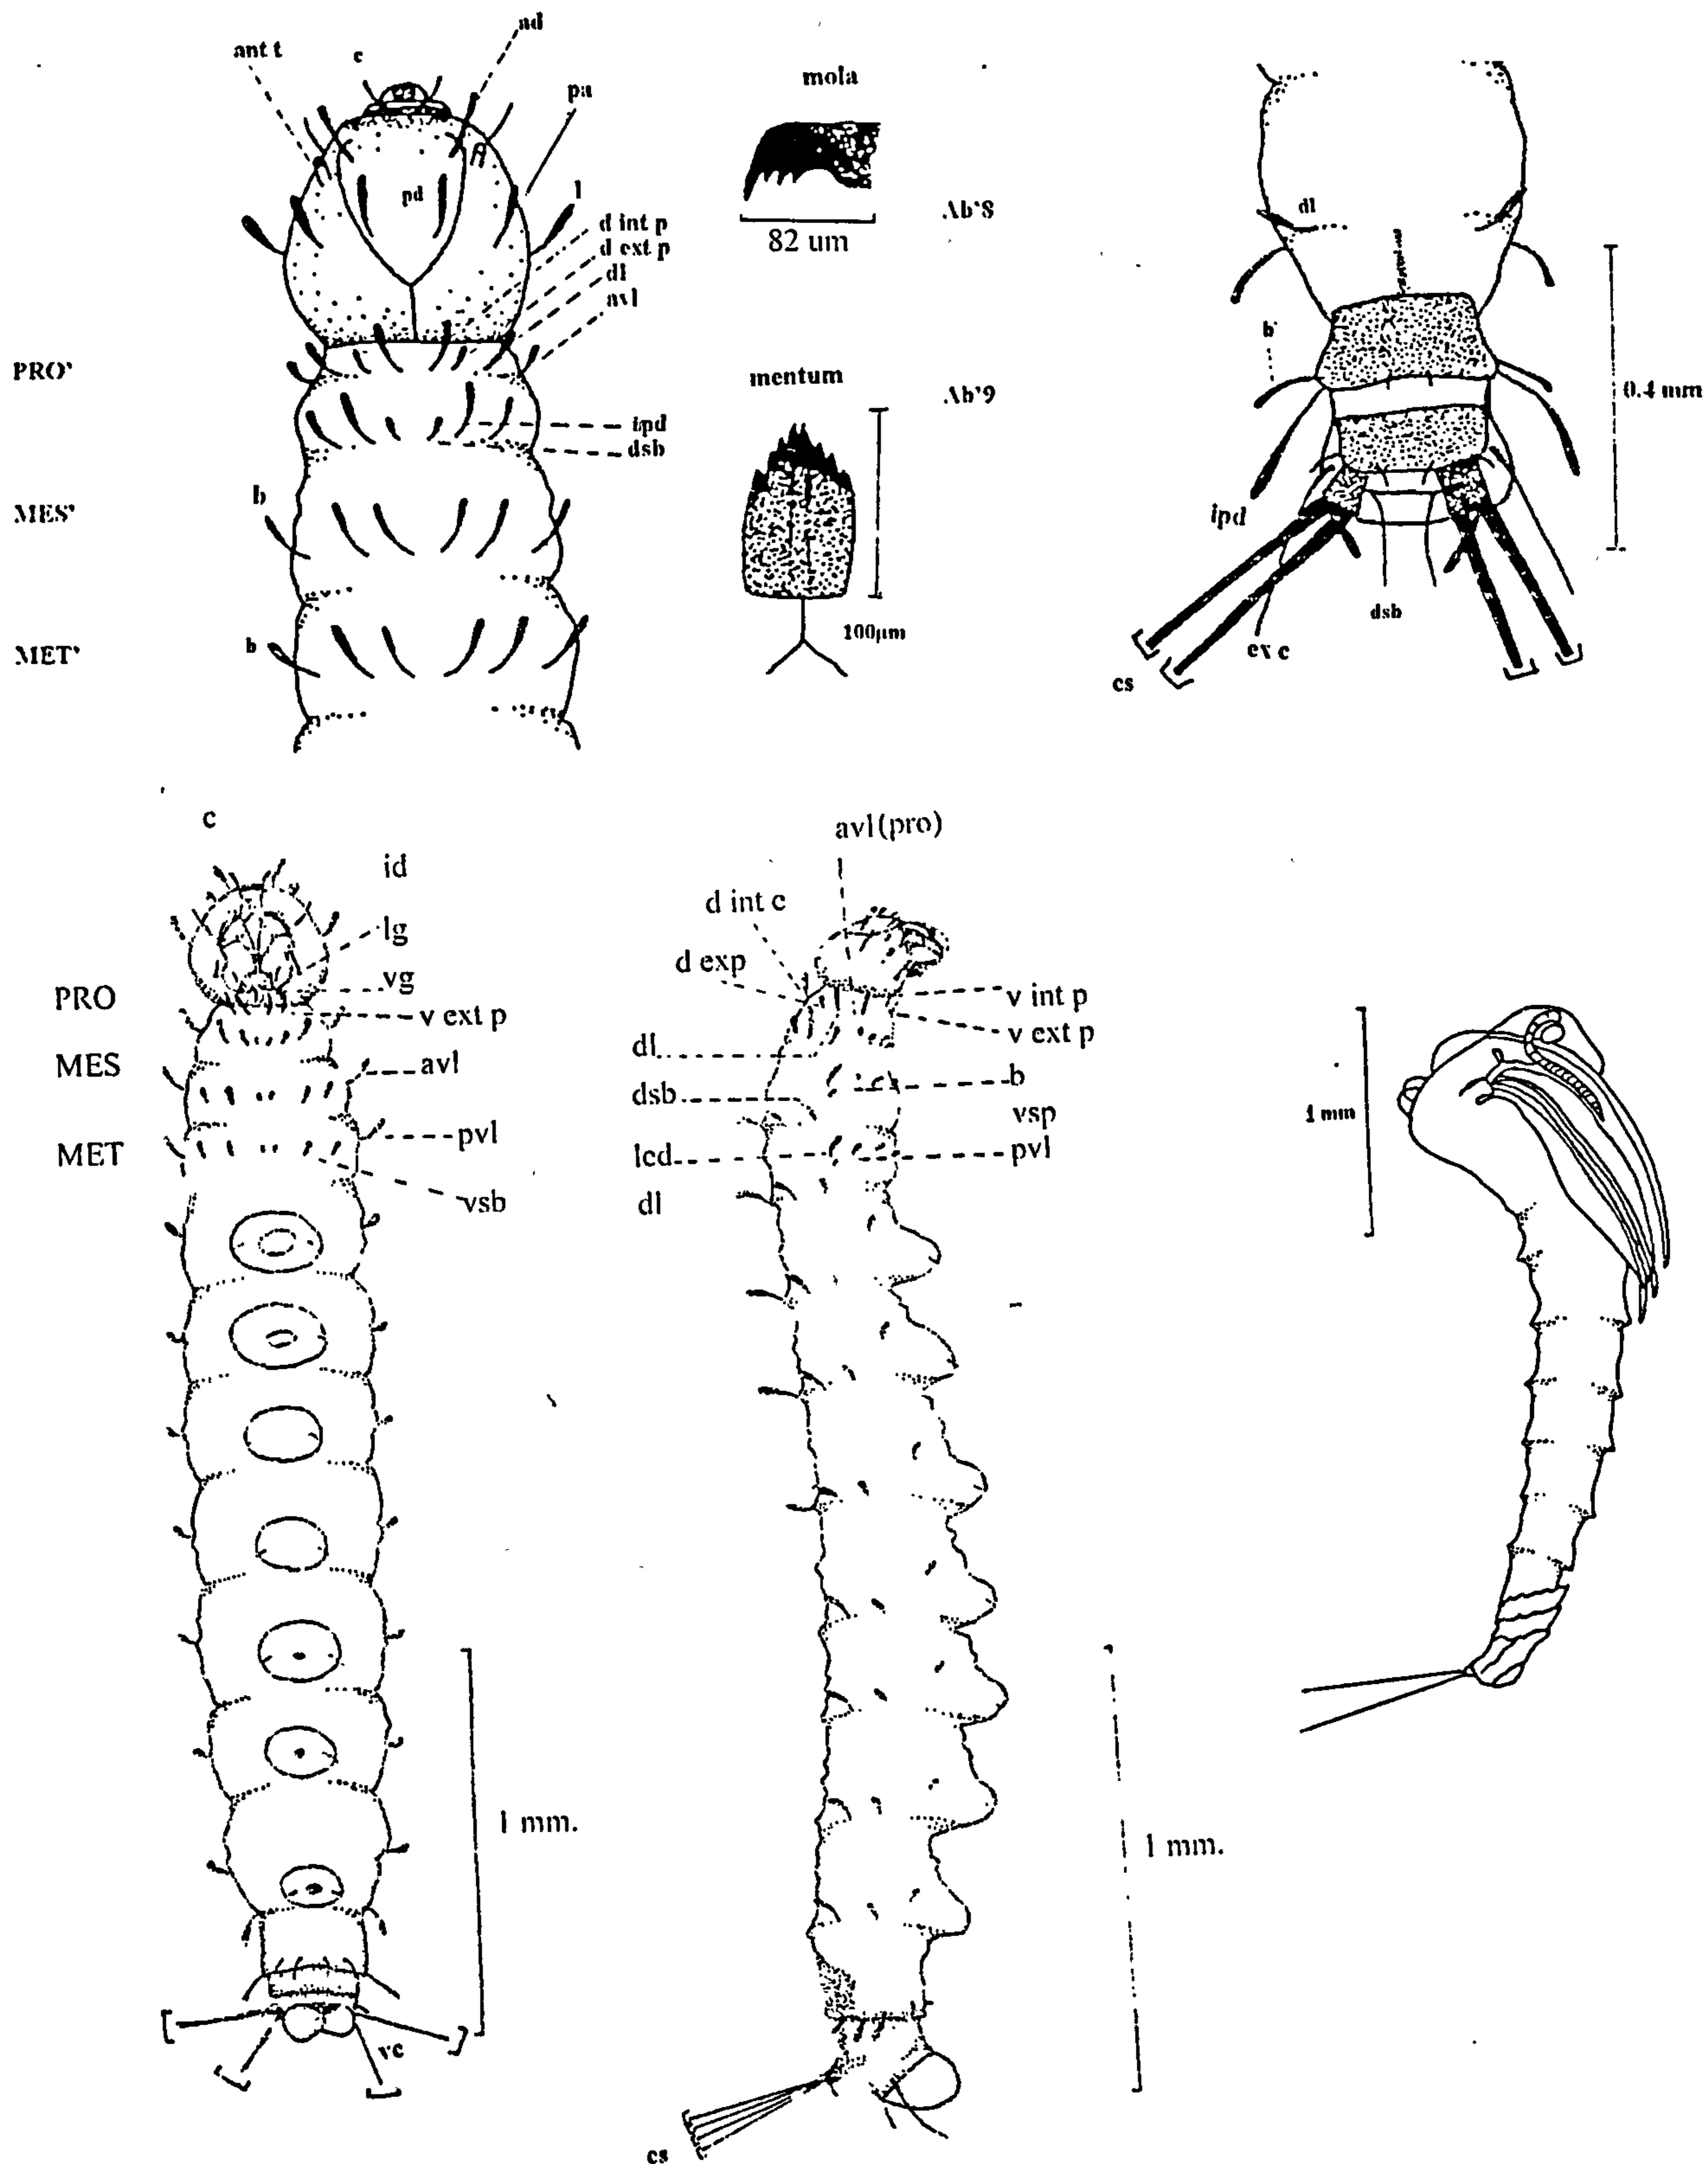 ant t
c
ad
pa
pd
l
d int p
d ext p
dl
avl
PRO'
ipd
dsb
MES'
b
MET'
b
mola
82 um
mentum
100µm
Ab'8
Ab'9
dl
b'
0.4 mm
ipd
dsb
ex c
cs
c
id
lg
vg
PRO
v ext p
MES
avl
MET
pvl
vsb
1 mm.
vc
avl(pro)
d int c
d exp
v int p
v ext p
dl
b
dsb
vsp
lcd
pvl
dl
1 mm.
cs
1 mm